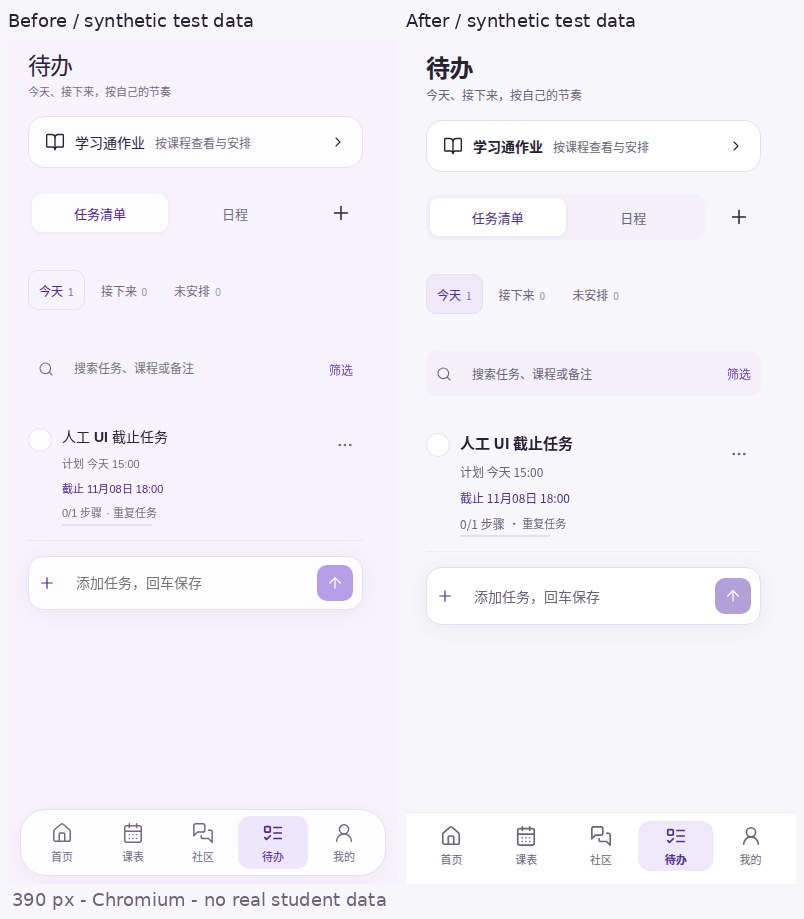 Before / synthetic test data
待办
今天、接下来，按自己的节奏
学习通作业 按课程查看与安排
任务清单 日程
今天 1 接下来 0 未安排 0
搜索任务、课程或备注 筛选
人工 UI 截止任务
计划 今天 15:00
截止 11月08日 18:00
0/1 步骤 · 重复任务
添加任务，回车保存
首页 课表 社区 待办 我的
After / synthetic test data
待办
今天、接下来，按自己的节奏
学习通作业 按课程查看与安排
任务清单 日程
今天 1 接下来 0 未安排 0
搜索任务、课程或备注 筛选
人工 UI 截止任务
计划 今天 15:00
截止 11月08日 18:00
0/1 步骤 · 重复任务
添加任务，回车保存
首页 课表 社区 待办 我的
390 px - Chromium - no real student data